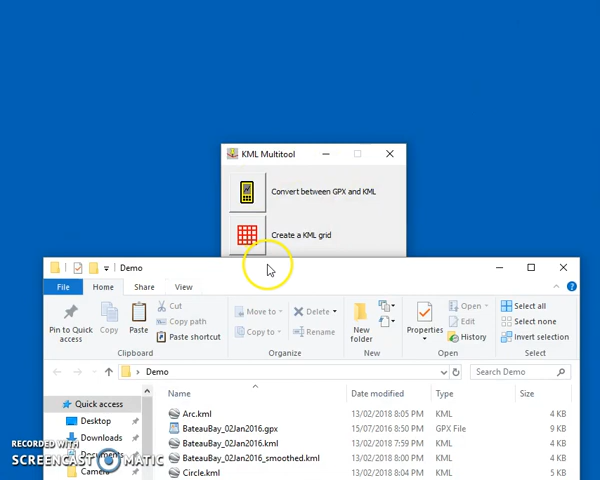 KML Multitool
Convert between GPX and KML
Create a KML grid
Demo
File Home Share View
Pin to Quick access
Copy
Paste
Cut
Copy path
Paste shortcut
Clipboard
Move to
Copy to
Delete
Rename
Organize
New folder
New
Properties
Open
Edit
History
Open
Select all
Select none
Invert selection
Select
Demo
Search Demo
Quick access
Desktop
Downloads
Documents
Camera
Name Date modified Type Size
Arc.kml 13/02/2018 8:05 PM KML 4 KB
BateauBay_02Jan2016.gpx 15/07/2016 8:50 PM GPX File 9 KB
BateauBay_02Jan2016.kml 13/02/2018 7:59 PM KML 4 KB
BateauBay_02Jan2016_smoothed.kml 13/02/2018 8:00 PM KML 4 KB
Circle.kml 13/02/2018 8:04 PM KML 5 KB
RECORDED WITH
SCREENCAST MATIC